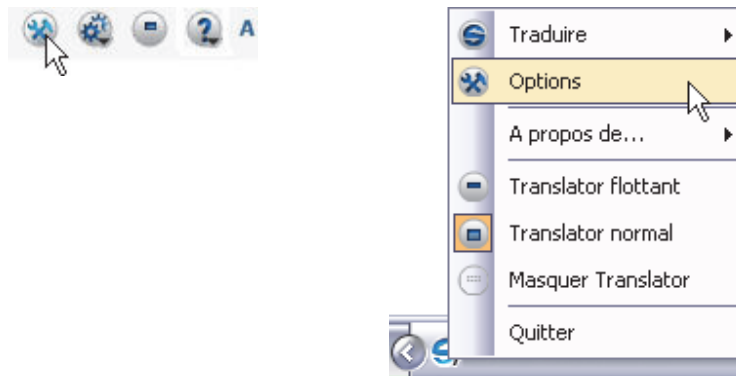 A
Traduire
Options
A propos de...
Translator flottant
Translator normal
Masquer Translator
Quitter